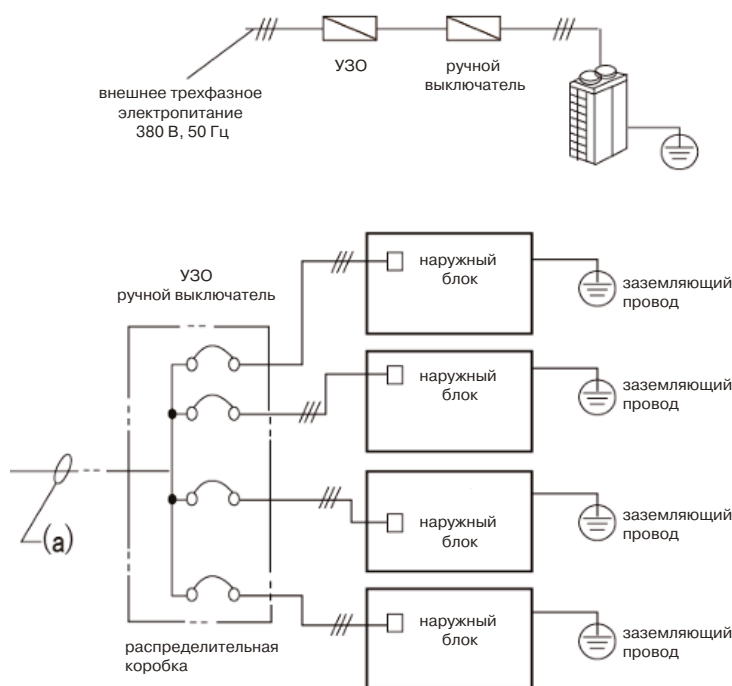 УЗО
ручной
выключатель
внешнее трехфазное
электропитание
380 В, 50 Гц
УЗО
ручной выключатель
наружный
блок
заземляющий
провод
наружный
блок
заземляющий
провод
(a)
наружный
блок
заземляющий
провод
наружный
блок
заземляющий
провод
распределительная
коробка